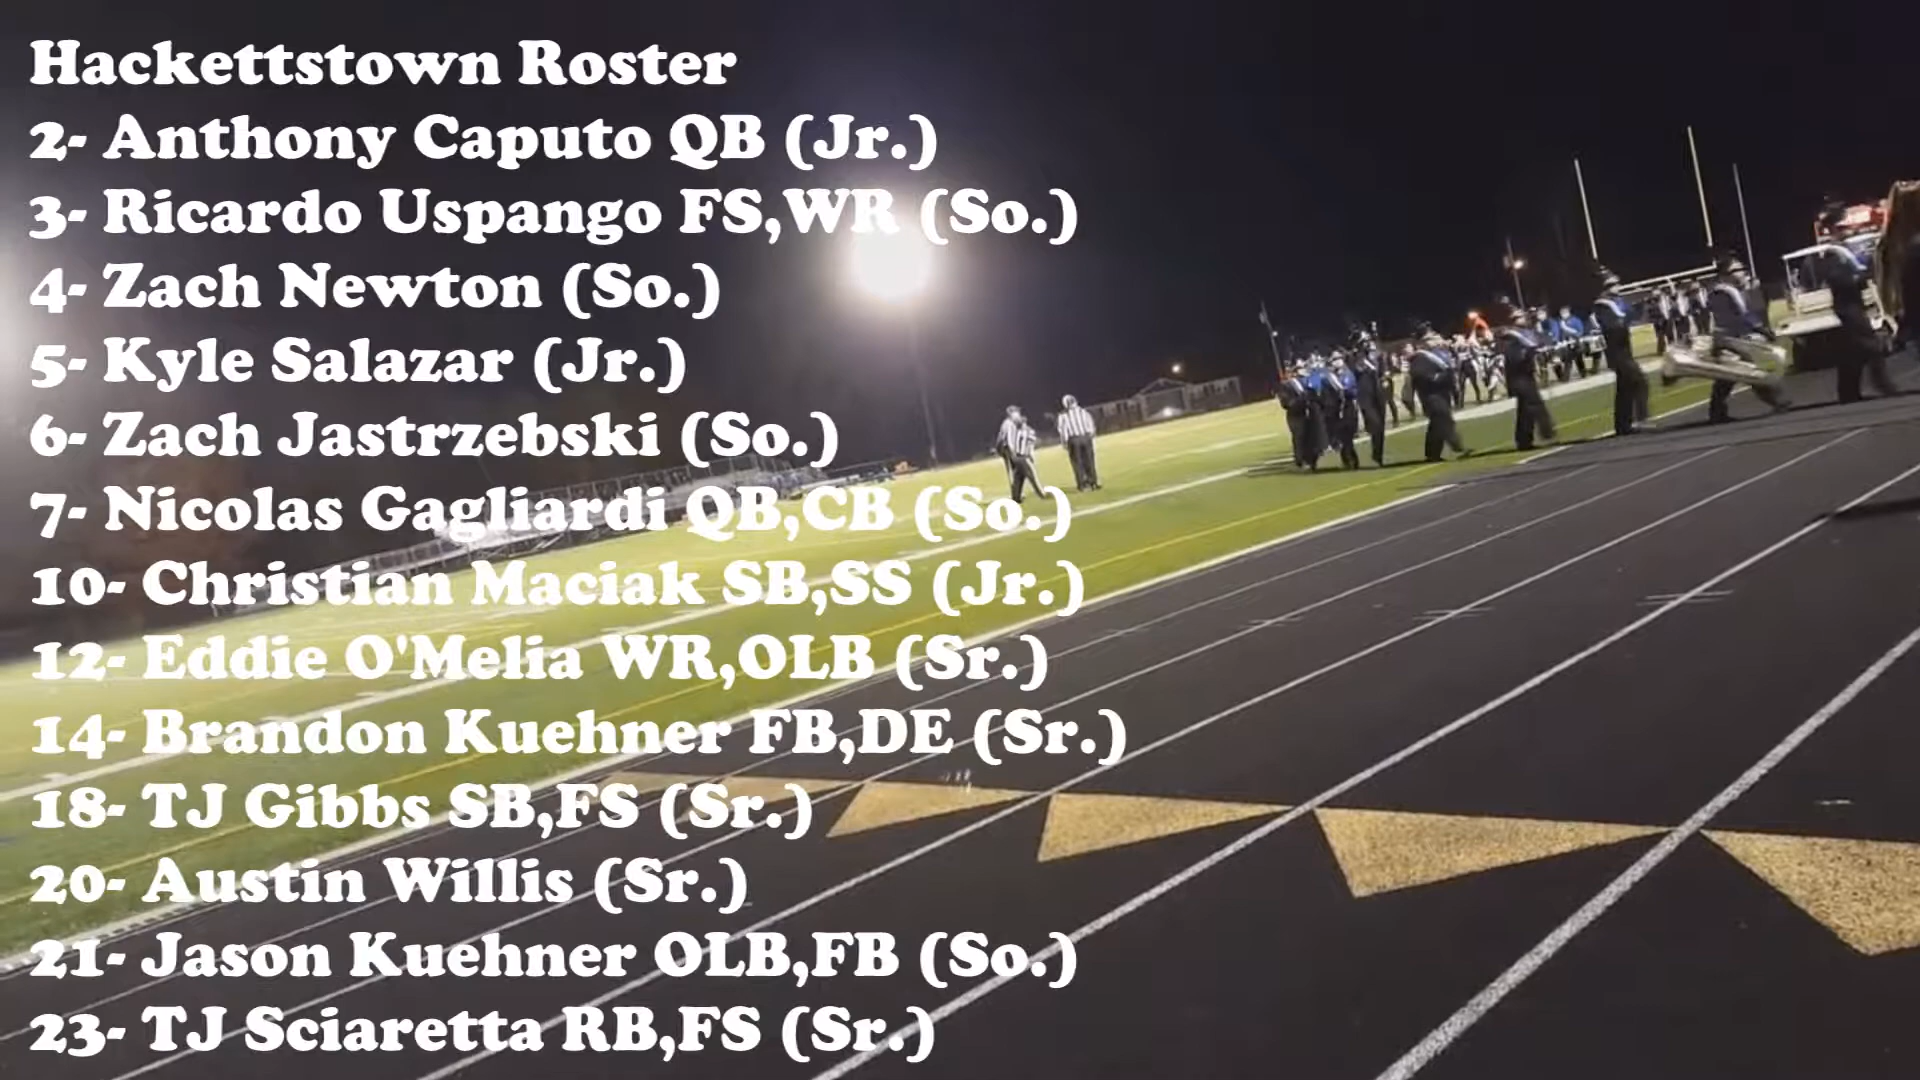 Hackettstown Roster
2- Anthony Caputo QB (Jr.)
3- Ricardo Uspango FS,WR (So.)
4- Zach Newton (So.)
5- Kyle Salazar (Jr.)
6- Zach Jastrzebski (So.)
7- Nicolas Gagliardi QB,CB (So.)
10- Christian Maciak SB,SS (Jr.)
12- Eddie O'Melia WR,OLB (Sr.)
14- Brandon Kuehner FB,DE (Sr.)
18- TJ Gibbs SB,FS (Sr.)
20- Austin Willis (Sr.)
21- Jason Kuehner OLB,FB (So.)
23- TJ Sciaretta RB,FS (Sr.)